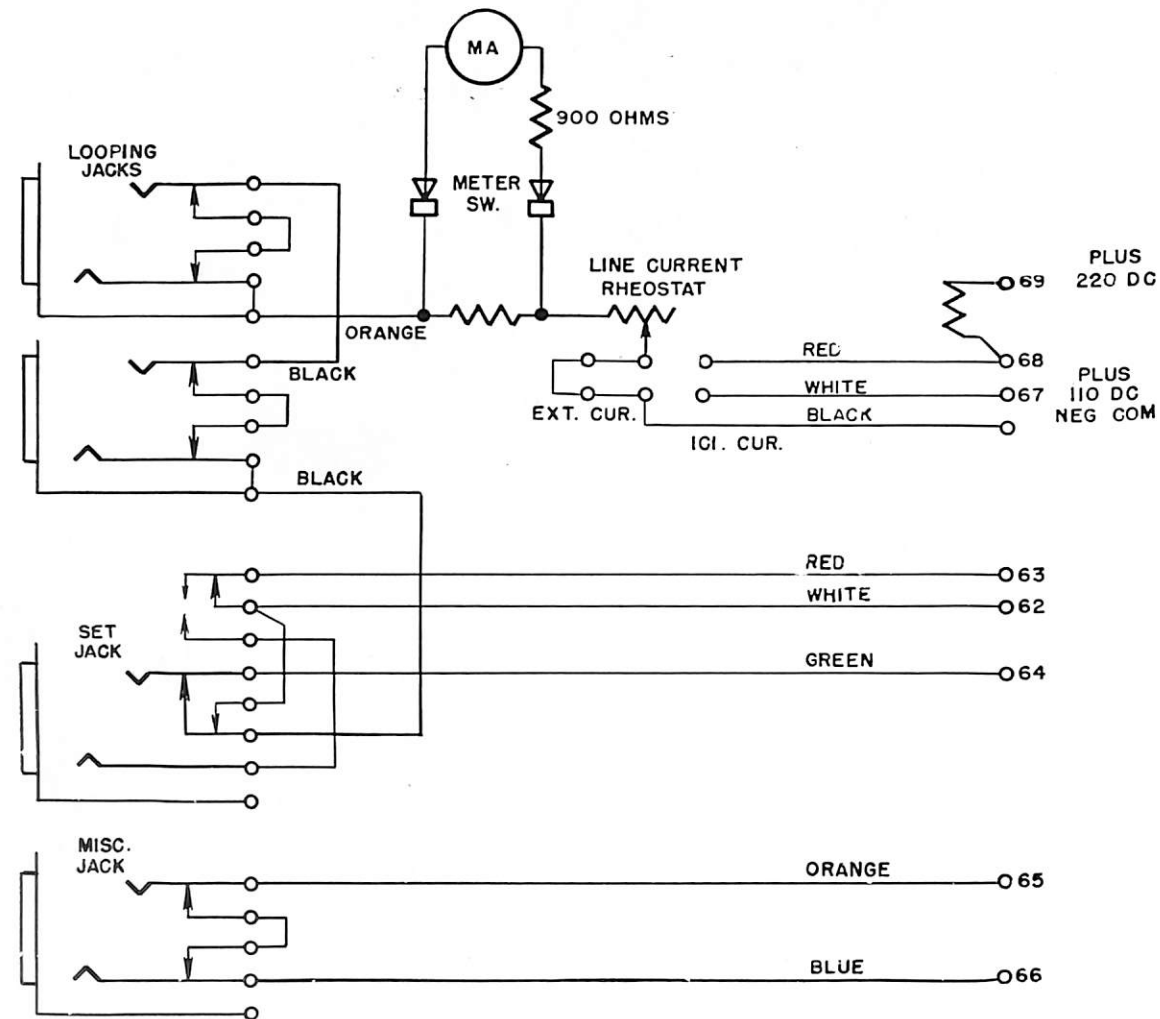 MA
900 OHMS
LOOPING
JACKS
METER
SW.
LINE CURRENT
RHEOSTAT
PLUS
220 DC
69
ORANGE
RED
68
BLACK
WHITE
67
PLUS
110 DC
NEG COM
EXT. CUR.
BLACK
ICI. CUR.
BLACK
RED
63
WHITE
62
SET
JACK
GREEN
64
MISC.
JACK
ORANGE
65
BLUE
66